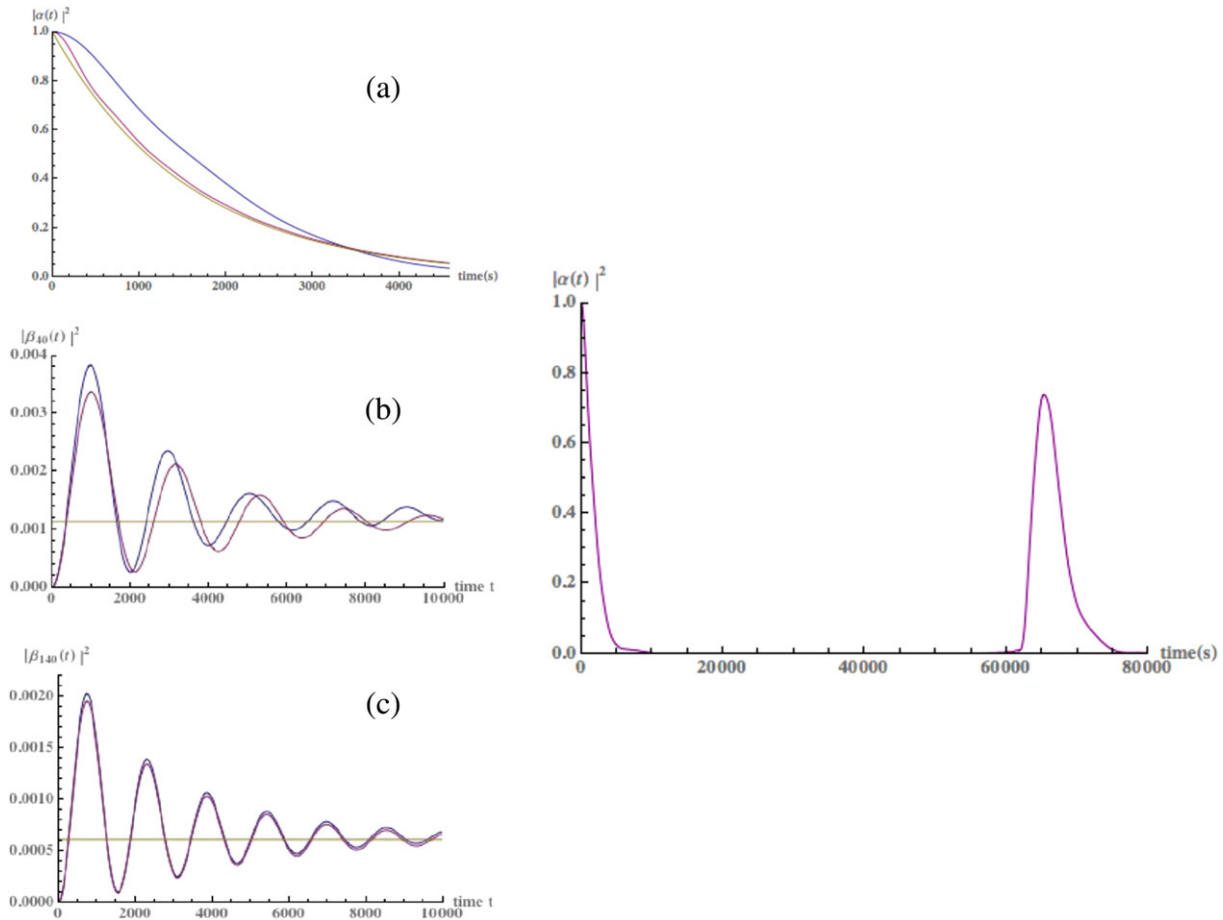 |α(t)|²
1.0
0.8
0.6
0.4
0.2
0.0
(a)
0 1000 2000 3000 4000 time(s)
|β₄₀(t)|²
0.004
0.003
0.002
0.001
0.000
(b)
0 2000 4000 6000 8000 10000 time t
|β₁₄₀(t)|²
0.0020
0.0015
0.0010
0.0005
0.0000
(c)
0 2000 4000 6000 8000 10000 time t
|α(t)|²
1.0
0.8
0.6
0.4
0.2
0.0
0 20000 40000 60000 80000 time(s)